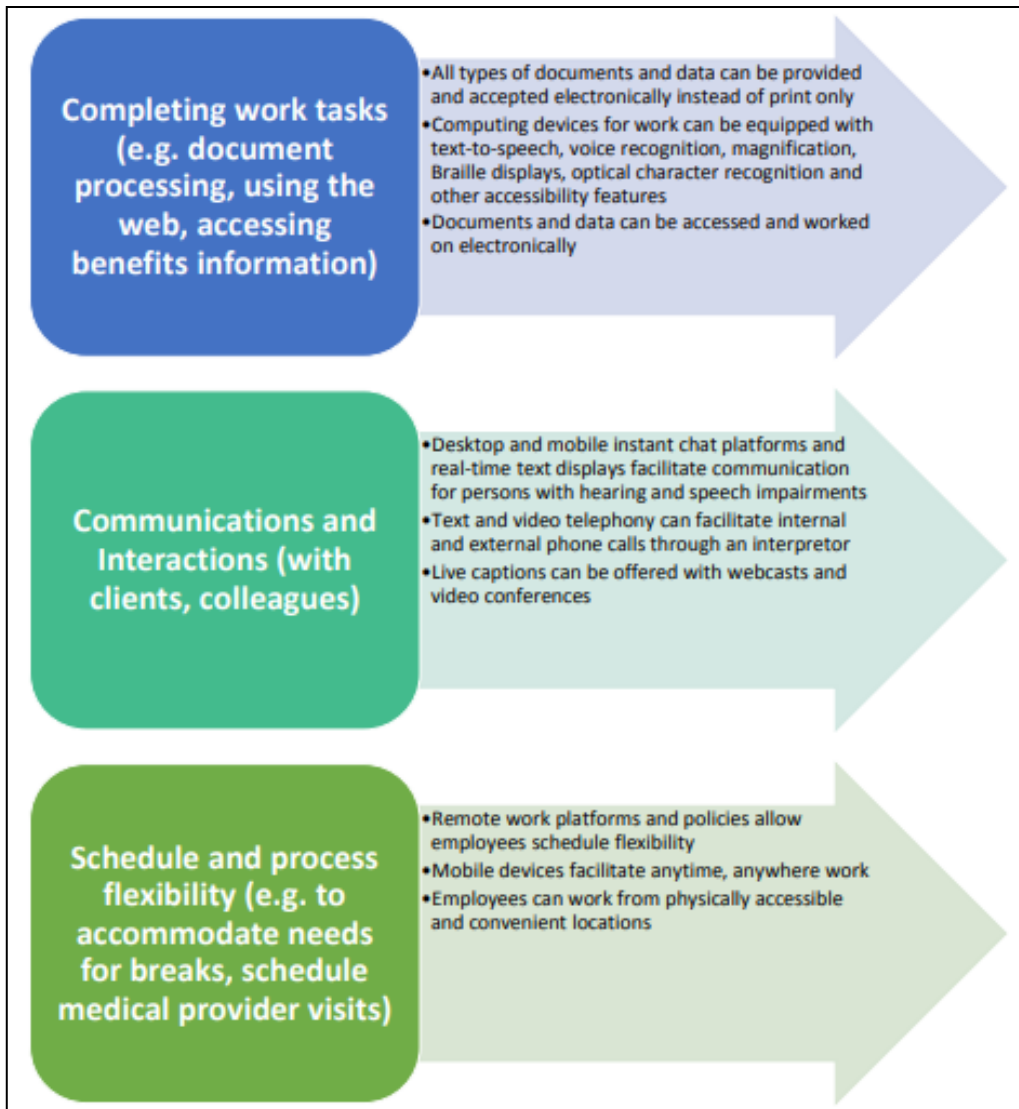 Completing work tasks
(e.g. document
processing, using the
web, accessing
benefits information)
•All types of documents and data can be provided
and accepted electronically instead of print only
•Computing devices for work can be equipped with
text-to-speech, voice recognition, magnification,
Braille displays, optical character recognition and
other accessibility features
•Documents and data can be accessed and worked
on electronically
Communications and
Interactions (with
clients, colleagues)
•Desktop and mobile instant chat platforms and
real-time text displays facilitate communication
for persons with hearing and speech impairments
•Text and video telephony can facilitate internal
and external phone calls through an interpretor
•Live captions can be offered with webcasts and
video conferences
Schedule and process
flexibility (e.g. to
accommodate needs
for breaks, schedule
medical provider visits)
•Remote work platforms and policies allow
employees schedule flexibility
•Mobile devices facilitate anytime, anywhere work
•Employees can work from physically accessible
and convenient locations